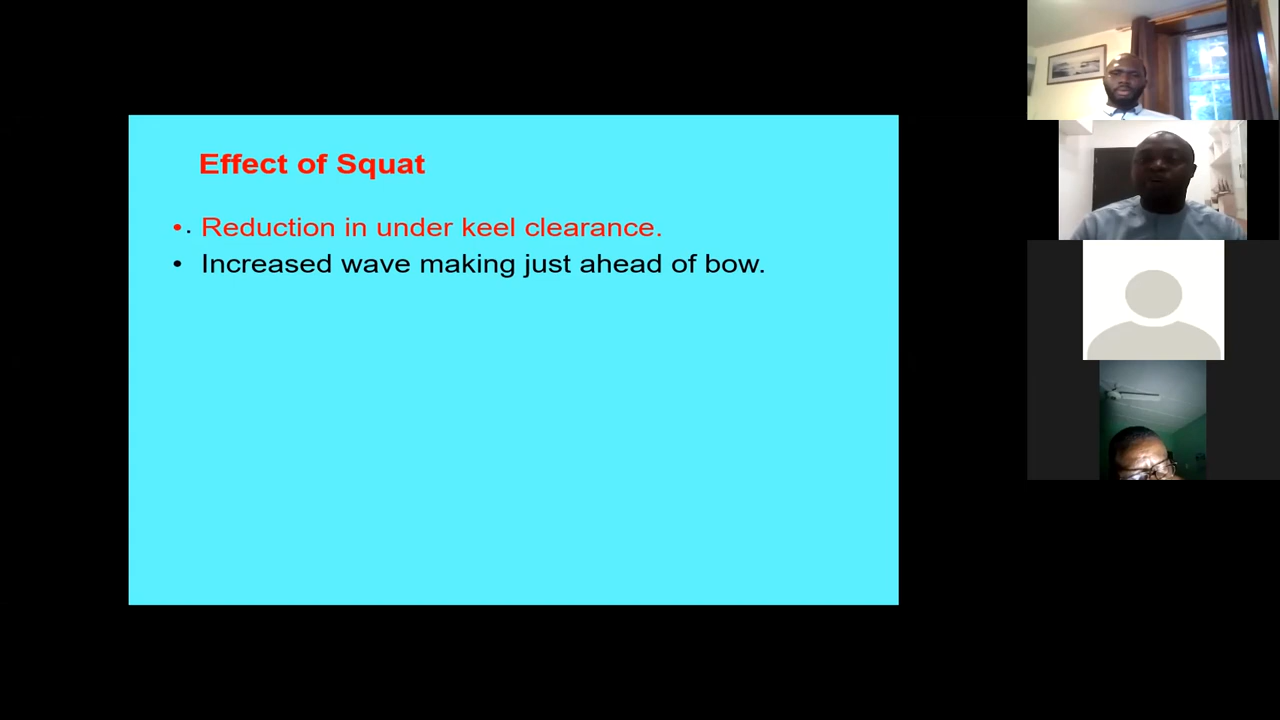 Effect of Squat
• . Reduction in under keel clearance.
• Increased wave making just ahead of bow.